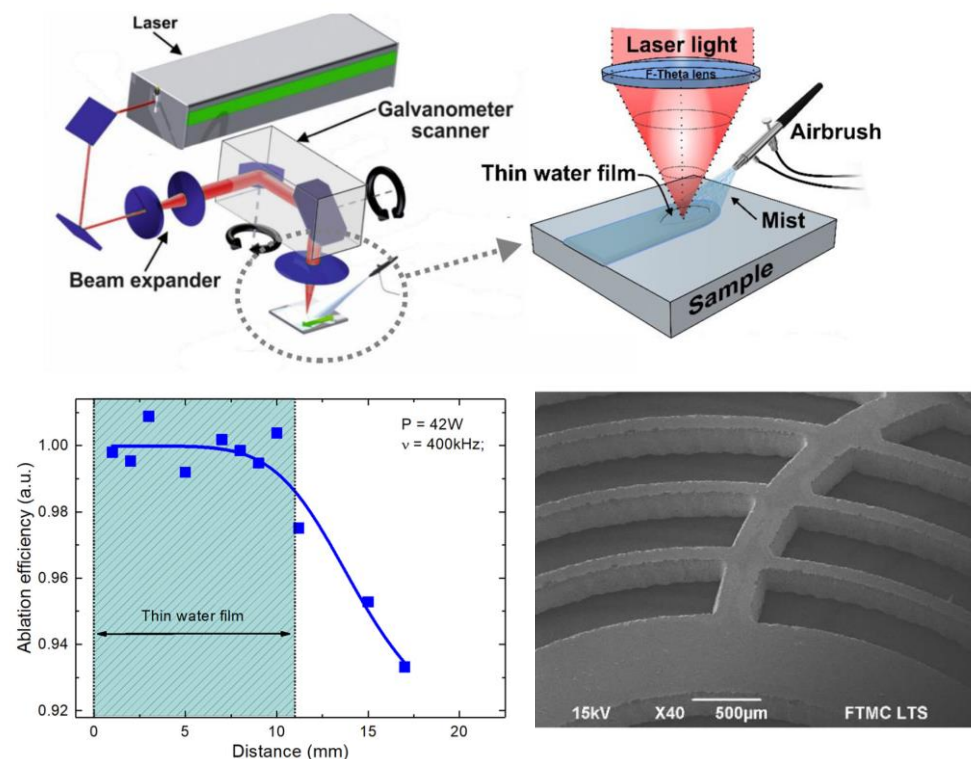 Laser
Galvanometer
scanner
Beam expander
Laser light
F-Theta lens
Airbrush
Thin water film
Mist
Sample
P = 42W
ν = 400kHz;
1.00
0.98
0.96
0.94
0.92
Ablation efficiency (a.u.)
Thin water film
0
5
10
15
20
Distance (mm)
15kV X40 500µm FTMC LTS